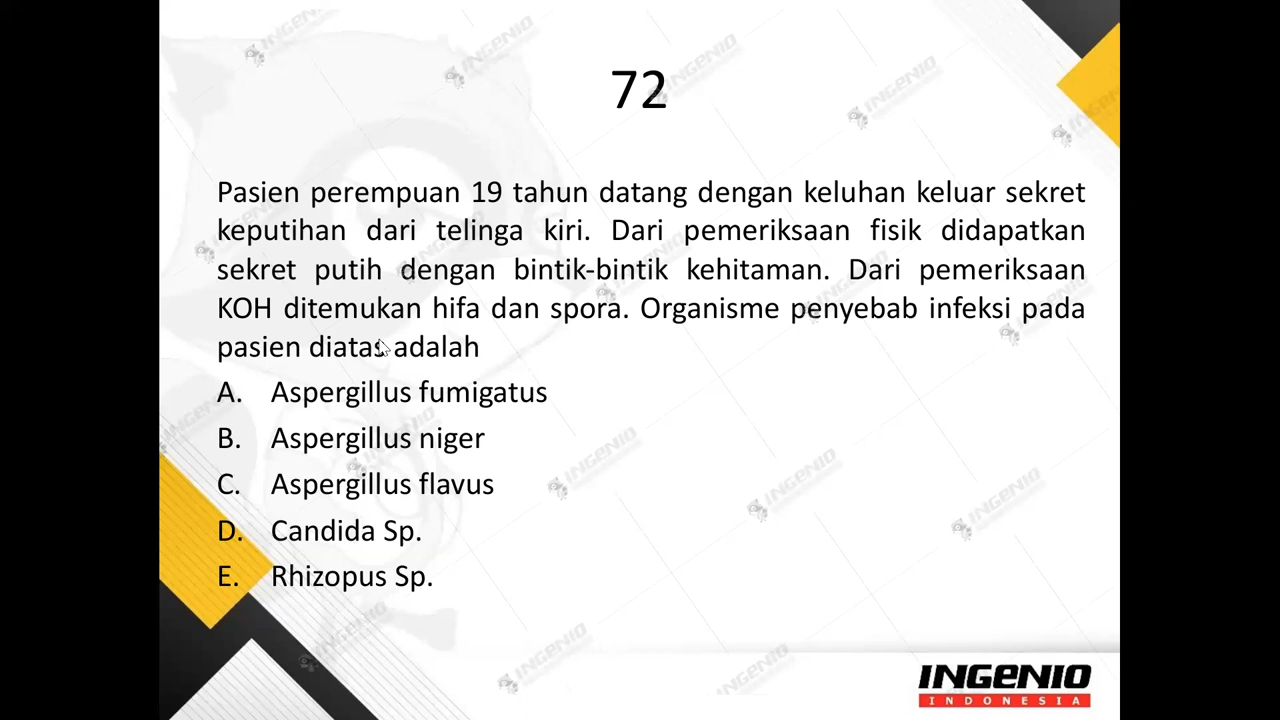 72
Pasien perempuan 19 tahun datang dengan keluhan keluar sekret
keputihan dari telinga kiri. Dari pemeriksaan fisik didapatkan
sekret putih dengan bintik-bintik kehitaman. Dari pemeriksaan
KOH ditemukan hifa dan spora. Organisme penyebab infeksi pada
pasien diatas adalah
A. Aspergillus fumigatus
B. Aspergillus niger
C. Aspergillus flavus
D. Candida Sp.
E. Rhizopus Sp.
INGENIO
INDONESIA